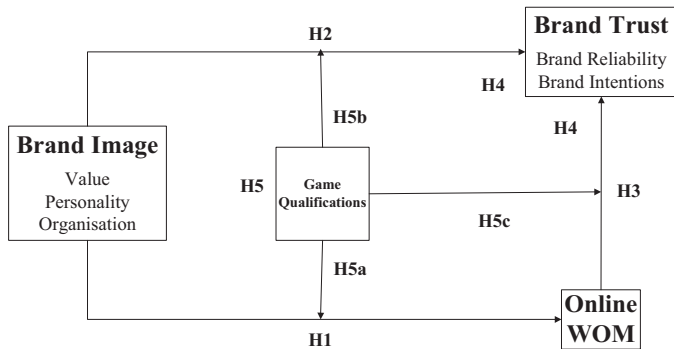 H2
Brand Trust
Brand Reliability
Brand Intentions
H4
H4
H5b
Brand Image
Value
Personality
Organisation
H5
Game
Qualifications
H3
H5c
H5a
Online
WOM
H1